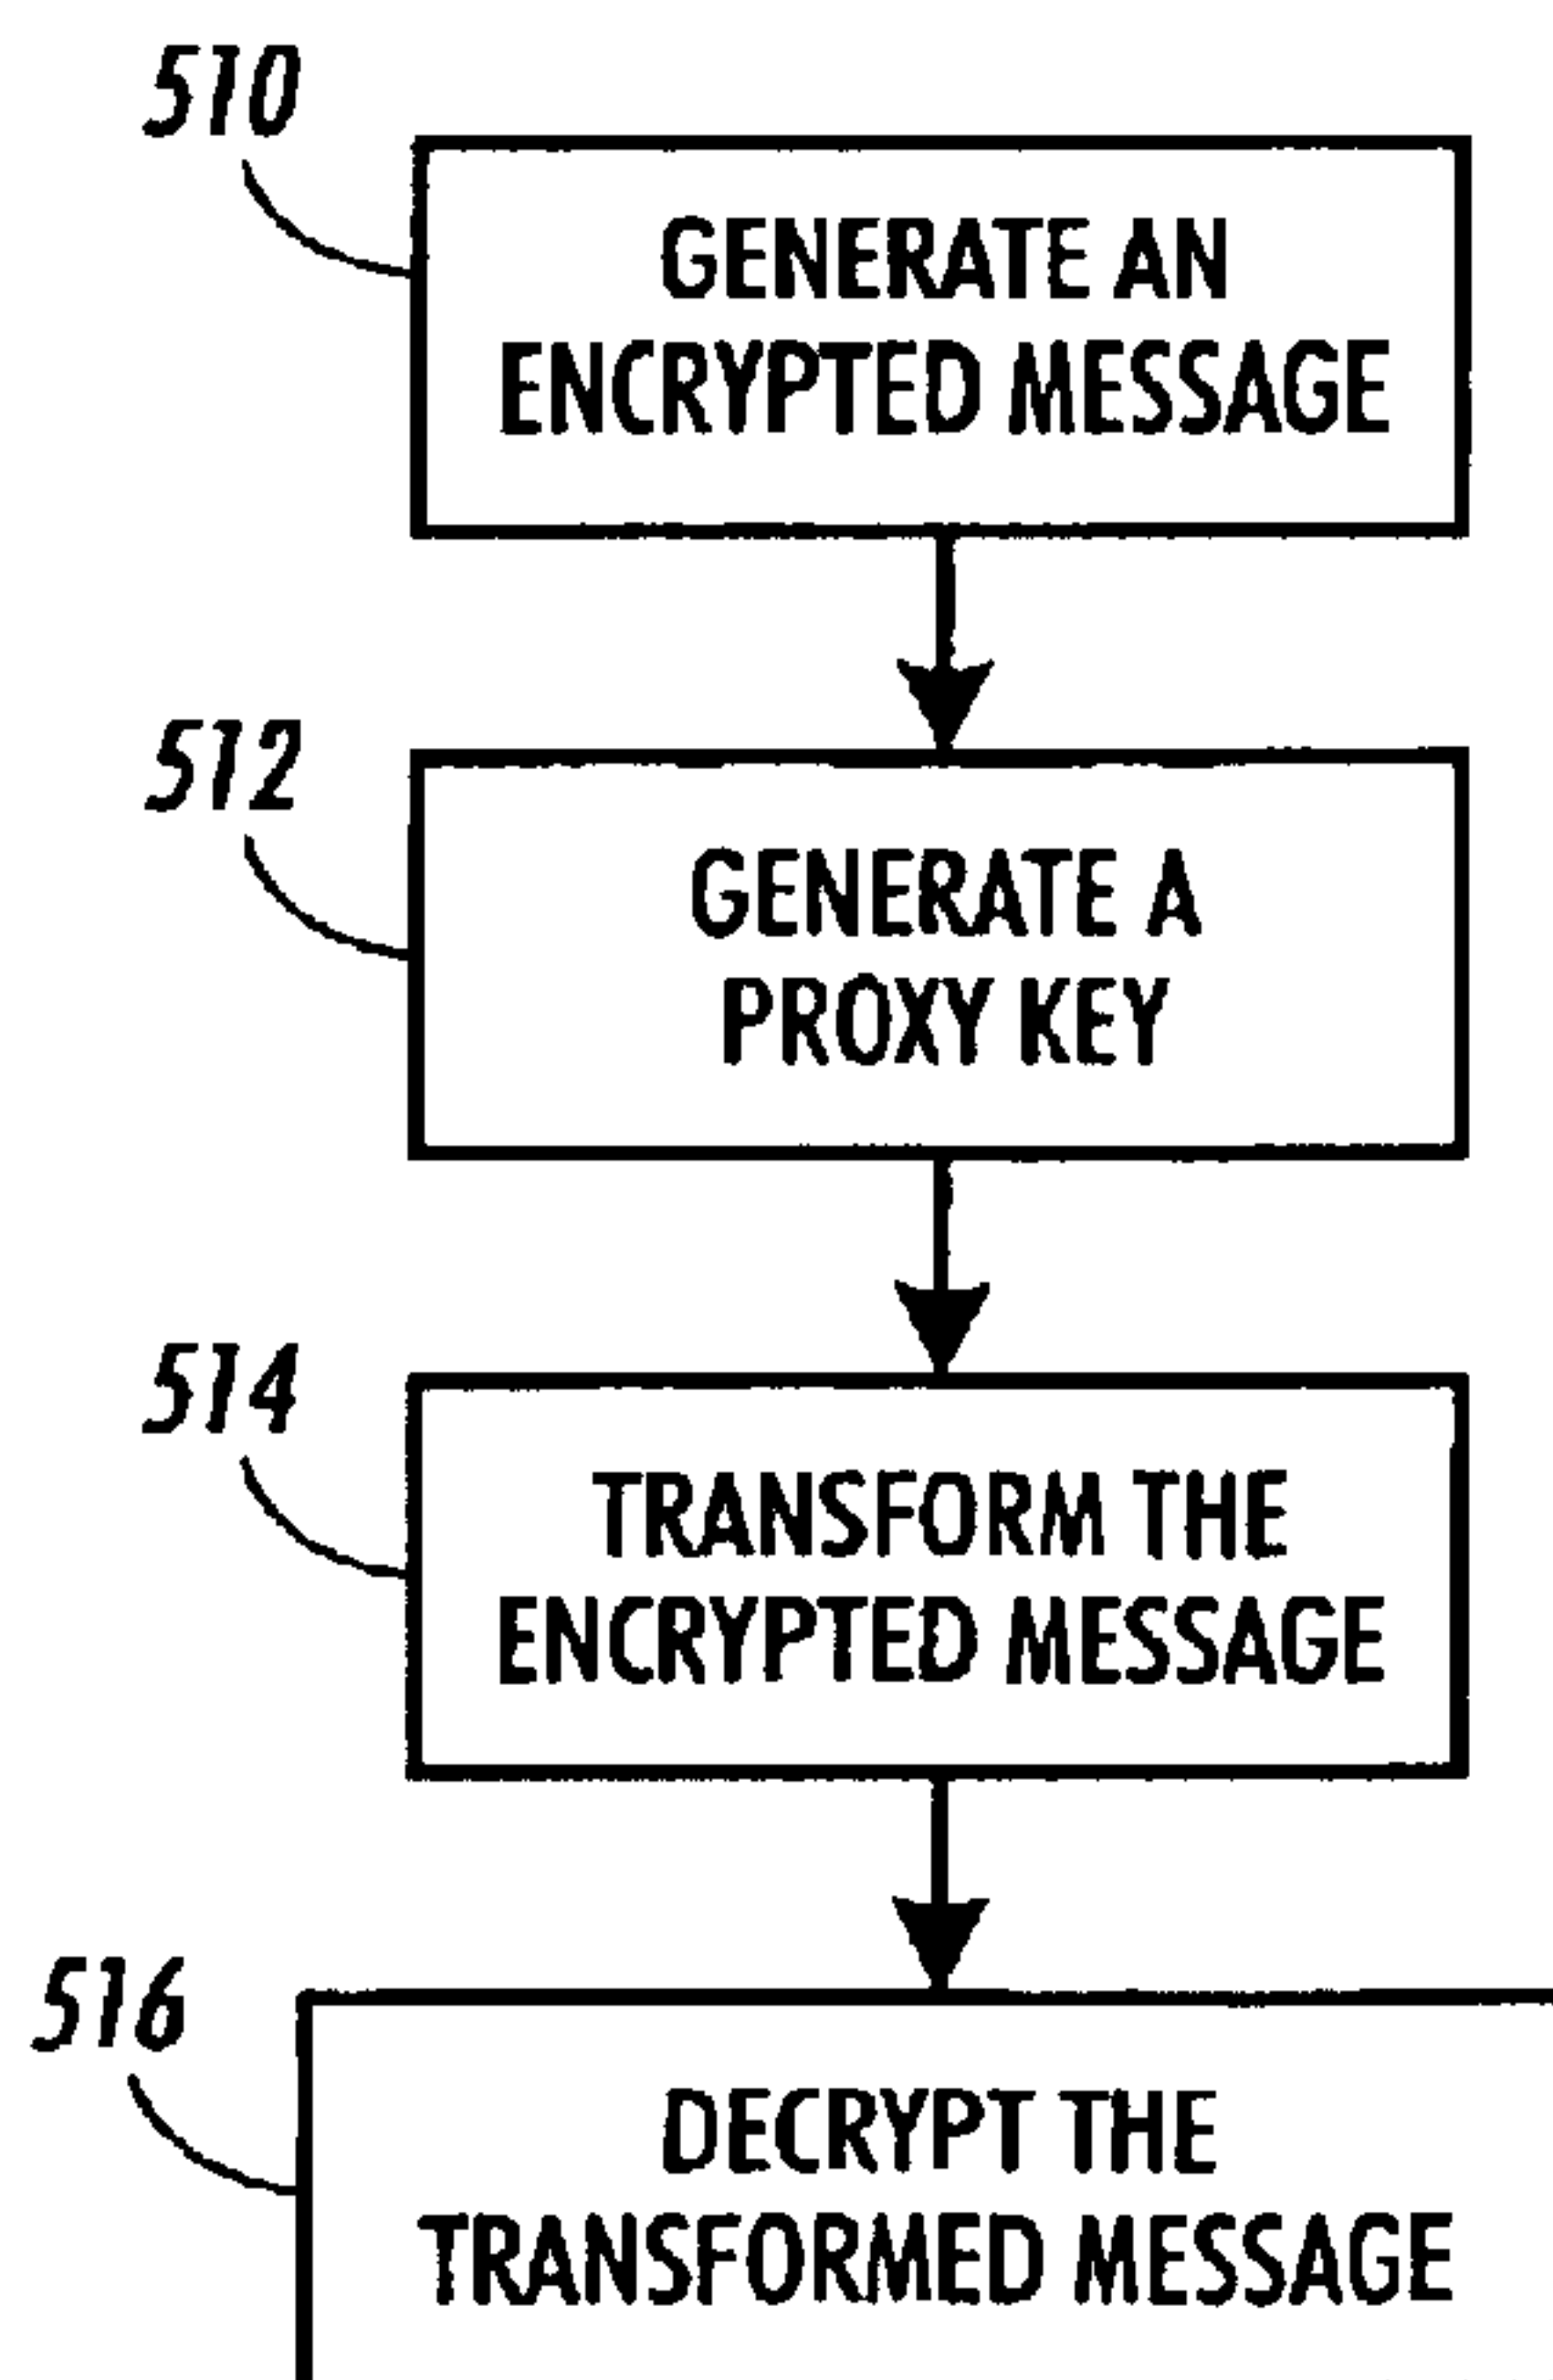 510
GENERATE AN
ENCRYPTED MESSAGE
512
GENERATE A
PROXY KEY
514
TRANSFORM THE
ENCRYPTED MESSAGE
516
DECRYPT THE
TRANSFORMED MESSAGE